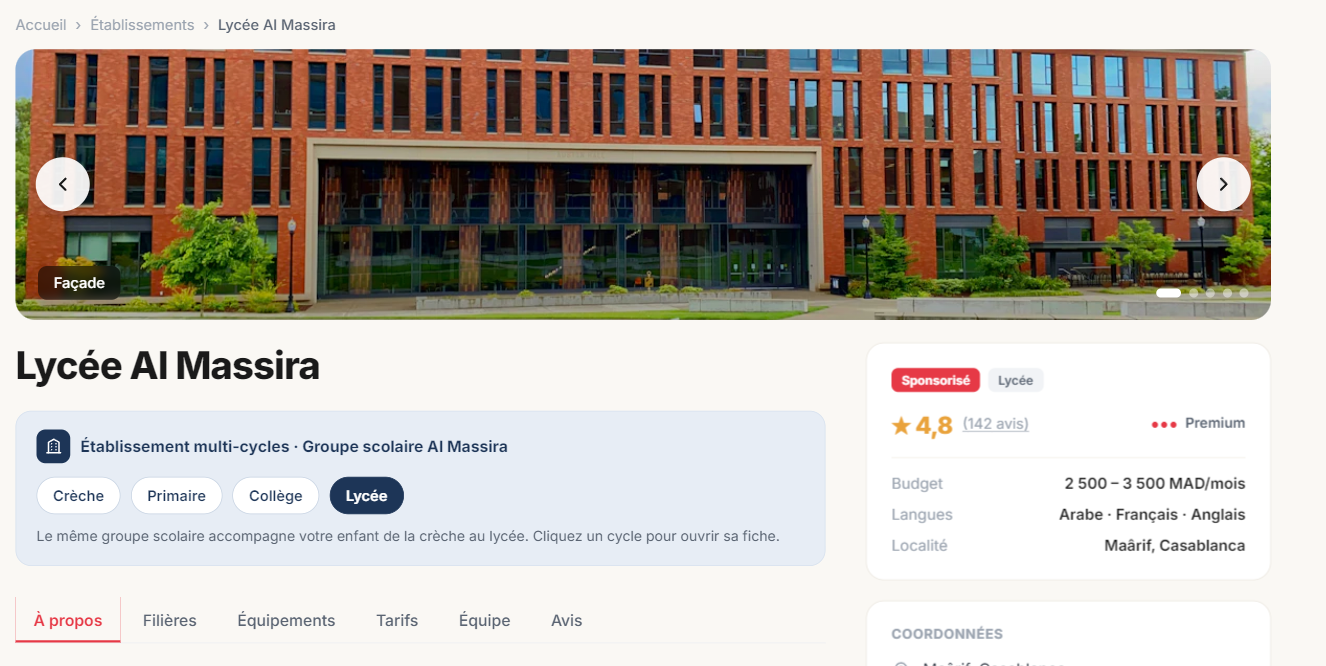 Accueil › Établissements › Lycée Al Massira
Façade
Lycée Al Massira
Établissement multi-cycles · Groupe scolaire Al Massira
Crèche Primaire Collège Lycée
Le même groupe scolaire accompagne votre enfant de la crèche au lycée. Cliquez un cycle pour ouvrir sa fiche.
À propos Filières Équipements Tarifs Équipe Avis
Sponsorisé Lycée
★ 4,8 (142 avis) ••• Premium
Budget 2 500 – 3 500 MAD/mois
Langues Arabe · Français · Anglais
Localité Maârif, Casablanca
COORDONNÉES